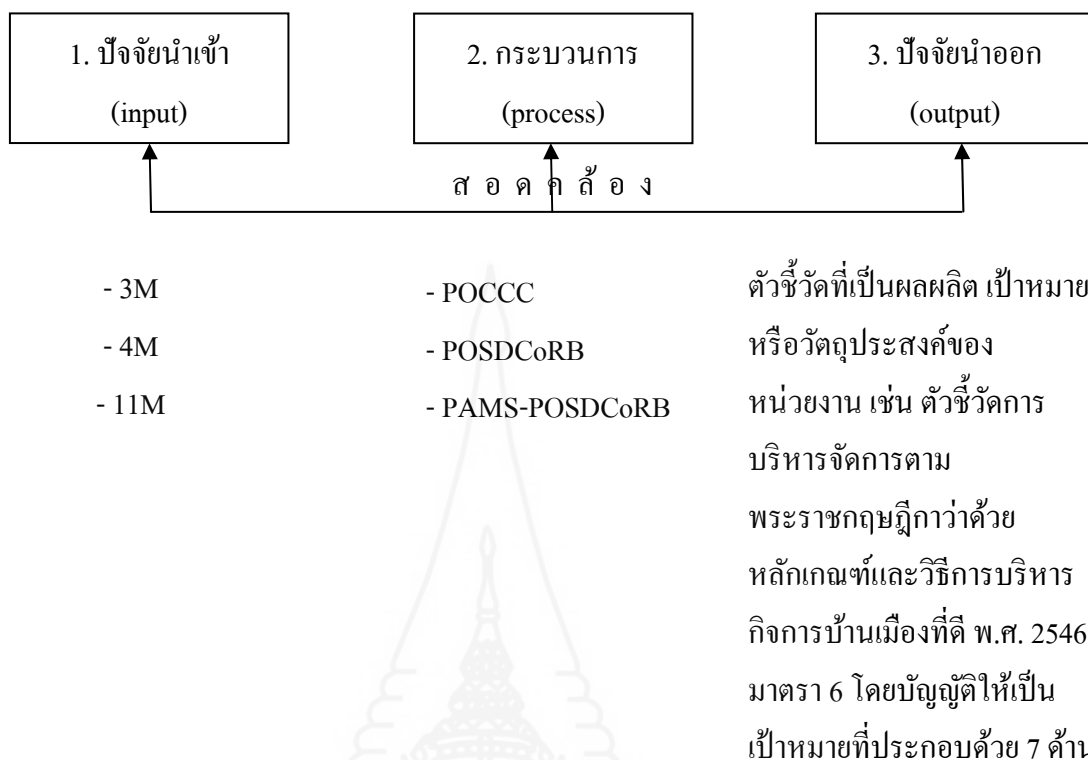 1. ปัจจัยนำเข้า
(input)
2. กระบวนการ
(process)
3. ปัจจัยนำออก
(output)
ส อ ด ค ล้ อ ง
- 3M
- 4M
- 11M
- POCCC
- POSDCoRB
- PAMS-POSDCoRB
ตัวชี้วัดที่เป็นผลผลิต เป้าหมาย
หรือวัตถุประสงค์ของ
หน่วยงาน เช่น ตัวชี้วัดการ
บริหารจัดการตาม
พระราชกฤษฎีกาว่าด้วย
หลักเกณฑ์และวิธีการบริหาร
กิจการบ้านเมืองที่ดี พ.ศ. 2546
มาตรา 6 โดยบัญญัติให้เป็น
เป้าหมายที่ประกอบด้วย 7 ด้าน